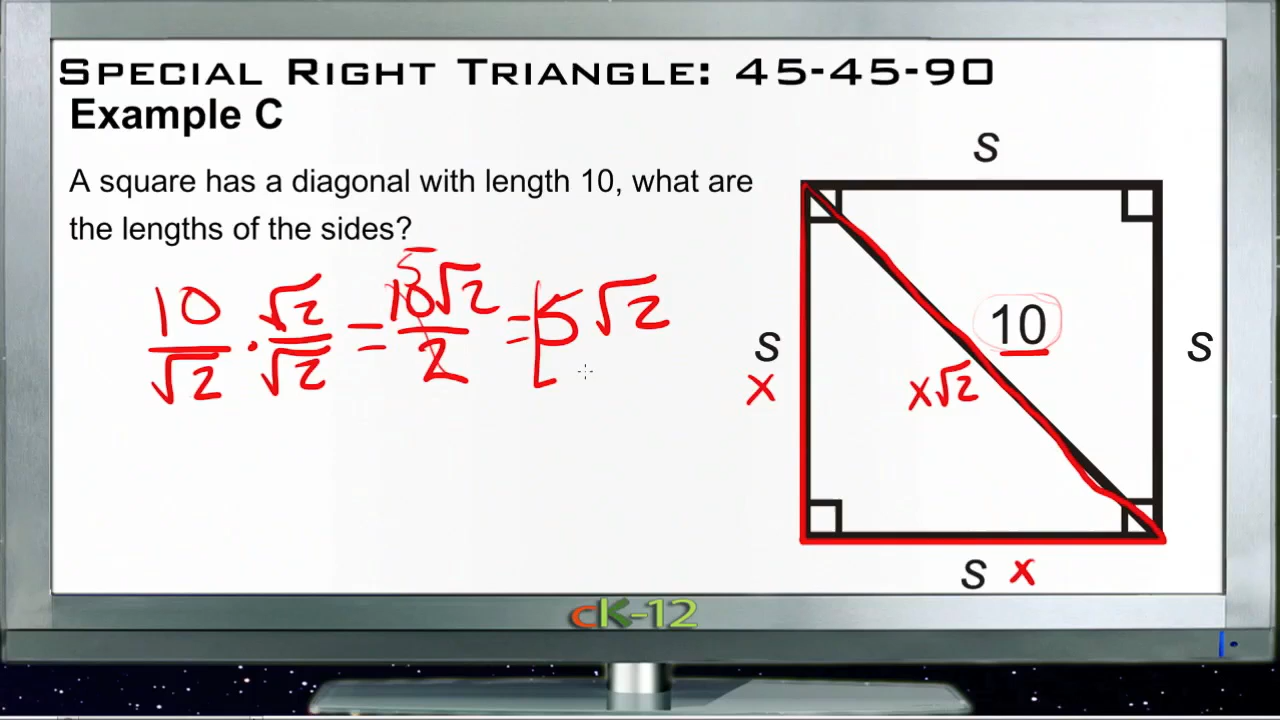 SPECIAL RIGHT TRIANGLE: 45-45-90
Example C
A square has a diagonal with length 10, what are
the lengths of the sides?
10/√2 · √2/√2 = 10√2/2 = 5√2
5
s
s
x
10
x√2
s
s x
cK-12